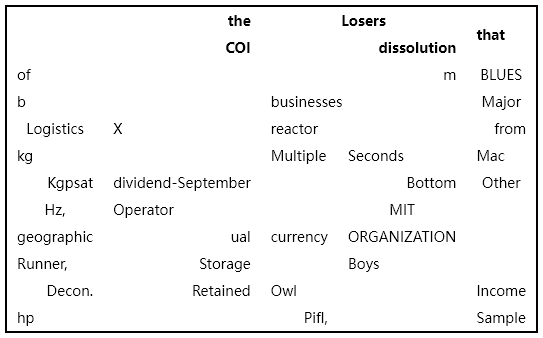 the Losers that
COI dissolution
of m BLUES
b businesses Major
Logistics X reactor from
kg Multiple Seconds Mac
Kgpsat dividend-September Bottom Other
Hz, Operator MIT
geographic ual currency ORGANIZATION
Runner, Storage Boys
Decon. Retained Owl Income
hp Pifl, Sample